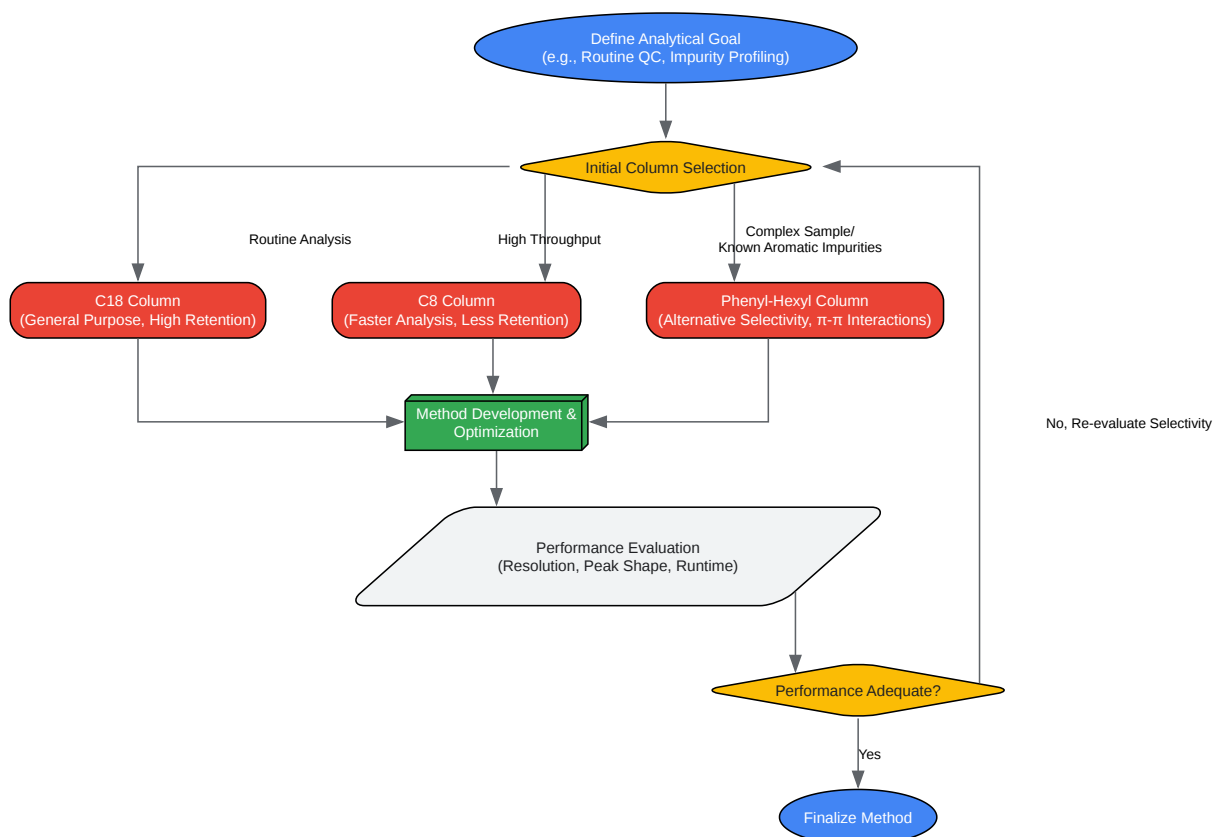 Define Analytical Goal
(e.g., Routine QC, Impurity Profiling)
Initial Column Selection
Routine Analysis
High Throughput
Complex Sample/
Known Aromatic Impurities
C18 Column
(General Purpose, High Retention)
C8 Column
(Faster Analysis, Less Retention)
Phenyl-Hexyl Column
(Alternative Selectivity, π-π Interactions)
Method Development &
Optimization
No, Re-evaluate Selectivity
Performance Evaluation
(Resolution, Peak Shape, Runtime)
Performance Adequate?
Yes
Finalize Method